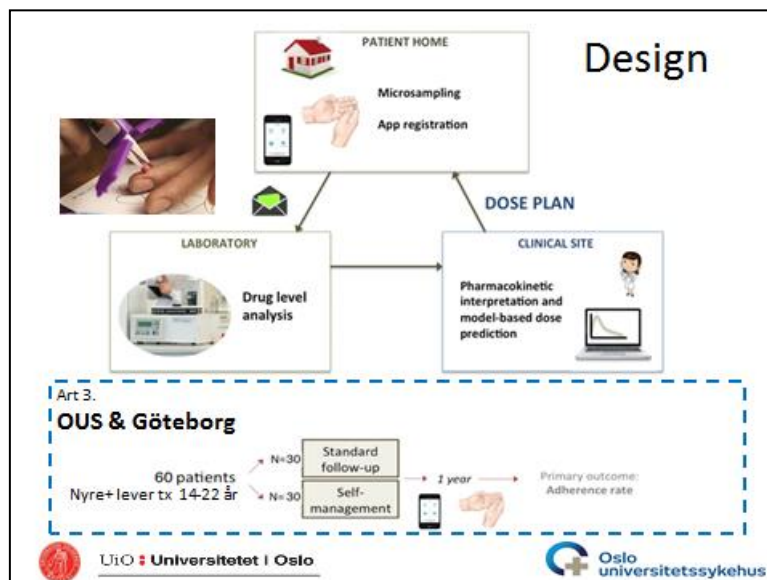 Design
PATIENT HOME
Microsampling
App registration
DOSE PLAN
LABORATORY
Drug level
analysis
CLINICAL SITE
Pharmacokinetic
interpretation and
model-based dose
prediction
Art 3.
OUS & Göteborg
60 patients
Nyre+ lever tx 14-22 år
N=30
Standard
follow-up
N=30
Self-
management
1 year
Primary outcome:
Adherence rate
UiO : Universitetet i Oslo
Oslo
universitetssykehus